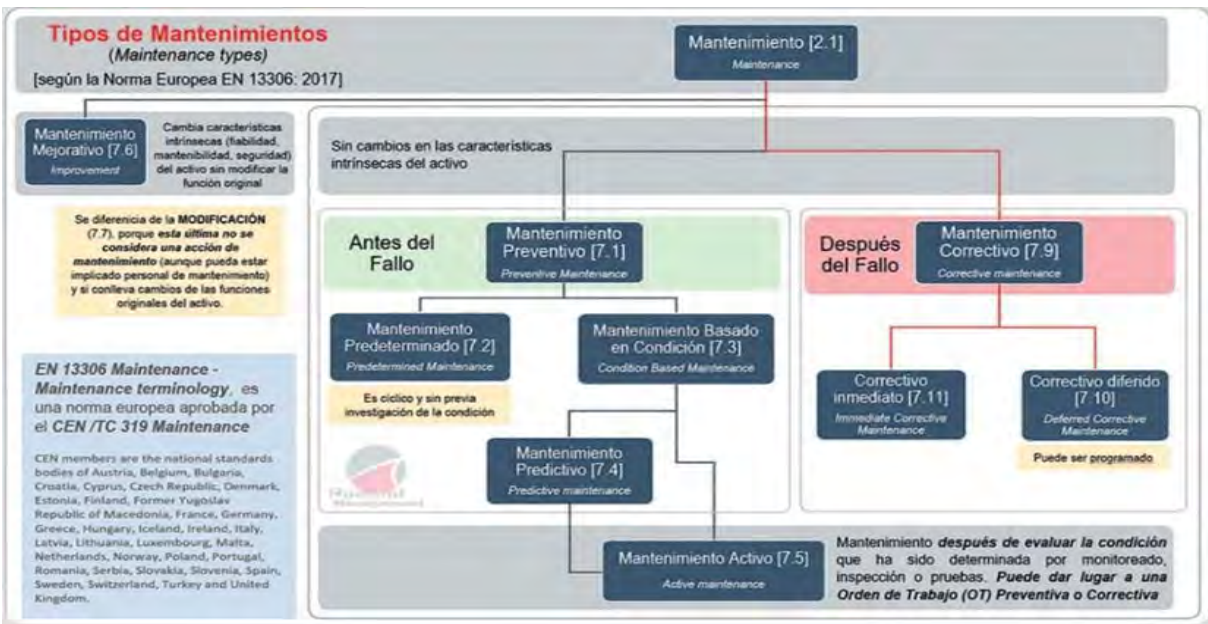 Tipos de Mantenimientos
(Maintenance types)
[según la Norma Europea EN 13306: 2017]
Mantenimiento [2.1]
Maintenance
Mantenimiento
Mejorativo [7.6]
Improvement
Cambia características
intrínsecas (fiabilidad,
mantenibilidad, seguridad)
del activo sin modificar la
función original
Sin cambios en las características
intrínsecas del activo
Se diferencia de la MODIFICACIÓN
(7.7), porque esta última no se
considera una acción de
mantenimiento (aunque pueda estar
implicado personal de mantenimiento)
y si conlleva cambios de las funciones
originales del activo.
Antes del
Fallo
Mantenimiento
Preventivo [7.1]
Preventive Maintenance
Después
del Fallo
Mantenimiento
Correctivo [7.9]
Corrective maintenance
Mantenimiento
Predeterminado [7.2]
Predetermined Maintenance
Es cíclico y sin previa
investigación de la condición
Mantenimiento Basado
en Condición [7.3]
Condition Based Maintenance
Correctivo
inmediato [7.11]
Immediate Corrective
Maintenance
Correctivo diferido
[7.10]
Deferred Corrective
Maintenance
Puede ser programado
Mantenimiento
Predictivo [7.4]
Predictive maintenance
EN 13306 Maintenance -
Maintenance terminology, es
una norma europea aprobada por
el CEN /TC 319 Maintenance
CEN members are the national standards
bodies of Austria, Belgium, Bulgaria,
Croatia, Cyprus, Czech Republic, Denmark,
Estonia, Finland, Former Yugoslav
Republic of Macedonia, France, Germany,
Greece, Hungary, Iceland, Ireland, Italy,
Latvia, Lithuania, Luxembourg, Malta,
Netherlands, Norway, Poland, Portugal,
Romania, Serbia, Slovakia, Slovenia, Spain,
Sweden, Switzerland, Turkey and United
Kingdom.
Mantenimiento Activo [7.5]
Active maintenance
Mantenimiento después de evaluar la condición
que ha sido determinada por monitoreado,
inspección o pruebas. Puede dar lugar a una
Orden de Trabajo (OT) Preventiva o Correctiva